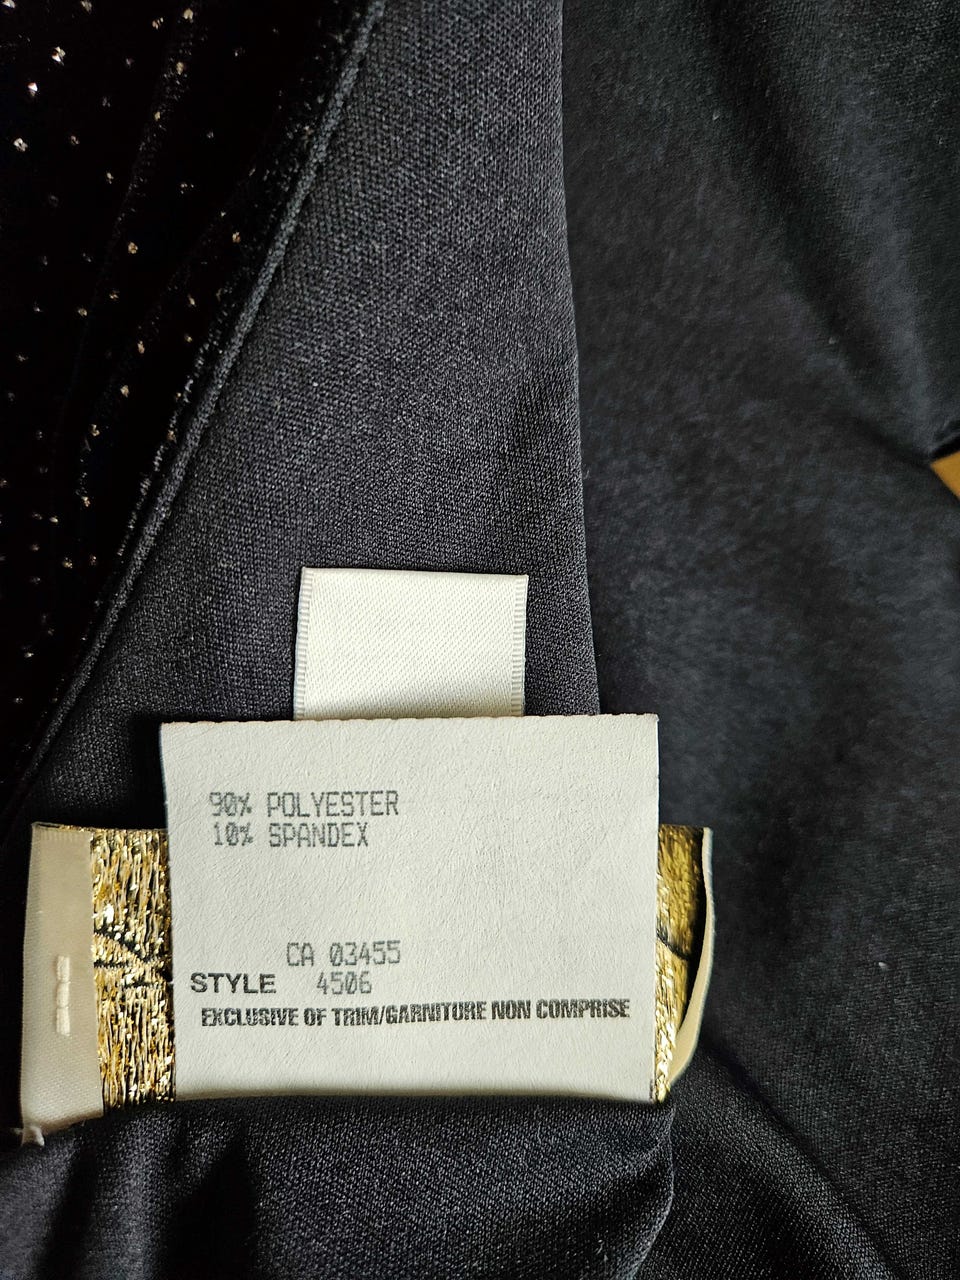 90% POLYESTER
10% SPANDEX
CA 03455
STYLE 4506
EXCLUSIVE OF TRIM/GARNITURE NON COMPRISE